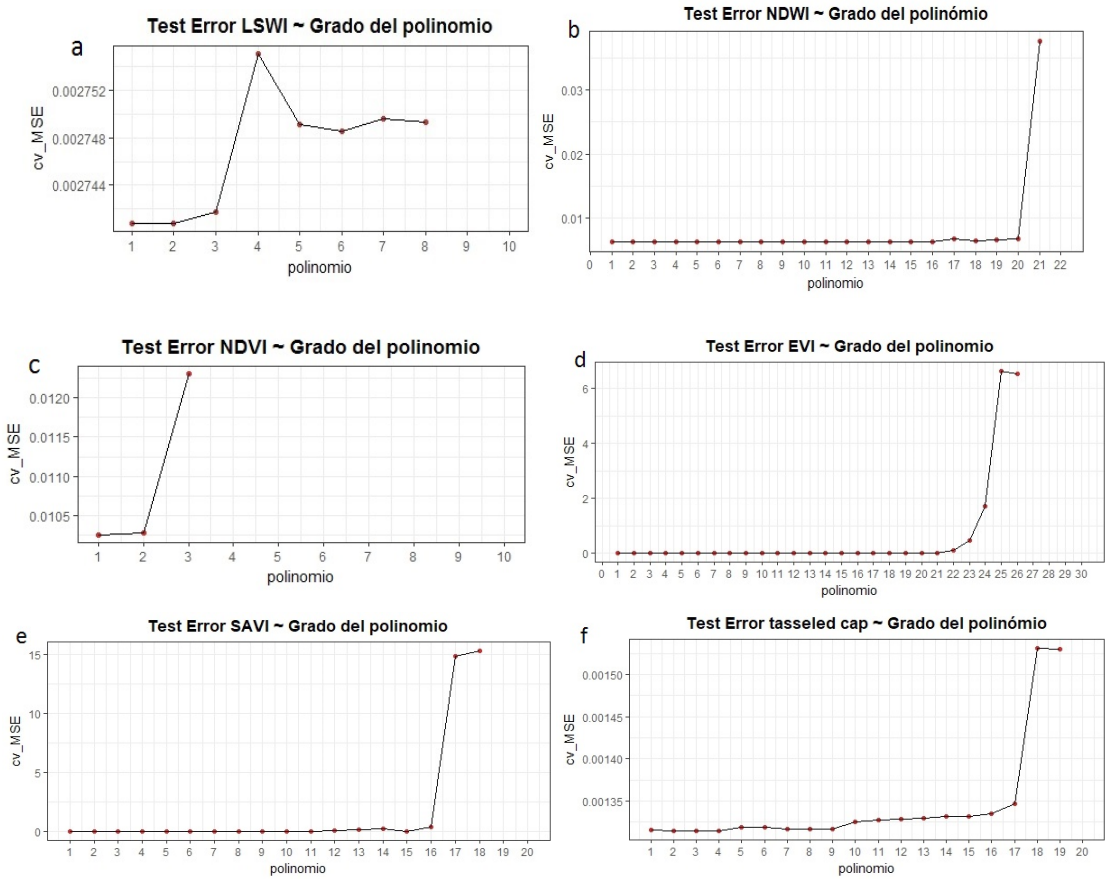 a
Test Error LSWI ~ Grado del polinomio
cv_MSE
0.002752
0.002748
0.002744
1 2 3 4 5 6 7 8 9 10
polinomio
b
Test Error NDWI ~ Grado del polinómio
cv_MSE
0.03
0.02
0.01
0 1 2 3 4 5 6 7 8 9 10 11 12 13 14 15 16 17 18 19 20 21 22
polinomio
c
Test Error NDVI ~ Grado del polinomio
cv_MSE
0.0120
0.0115
0.0110
0.0105
1 2 3 4 5 6 7 8 9 10
polinomio
d
Test Error EVI ~ Grado del polinomio
cv_MSE
6
4
2
0
0 1 2 3 4 5 6 7 8 9 10 11 12 13 14 15 16 17 18 19 20 21 22 23 24 25 26 27 28 29 30
polinomio
e
Test Error SAVI ~ Grado del polinomio
cv_MSE
15
10
5
0
1 2 3 4 5 6 7 8 9 10 11 12 13 14 15 16 17 18 19 20
polinomio
f
Test Error tasseled cap ~ Grado del polinómio
cv_MSE
0.00150
0.00145
0.00140
0.00135
1 2 3 4 5 6 7 8 9 10 11 12 13 14 15 16 17 18 19 20
polinomio